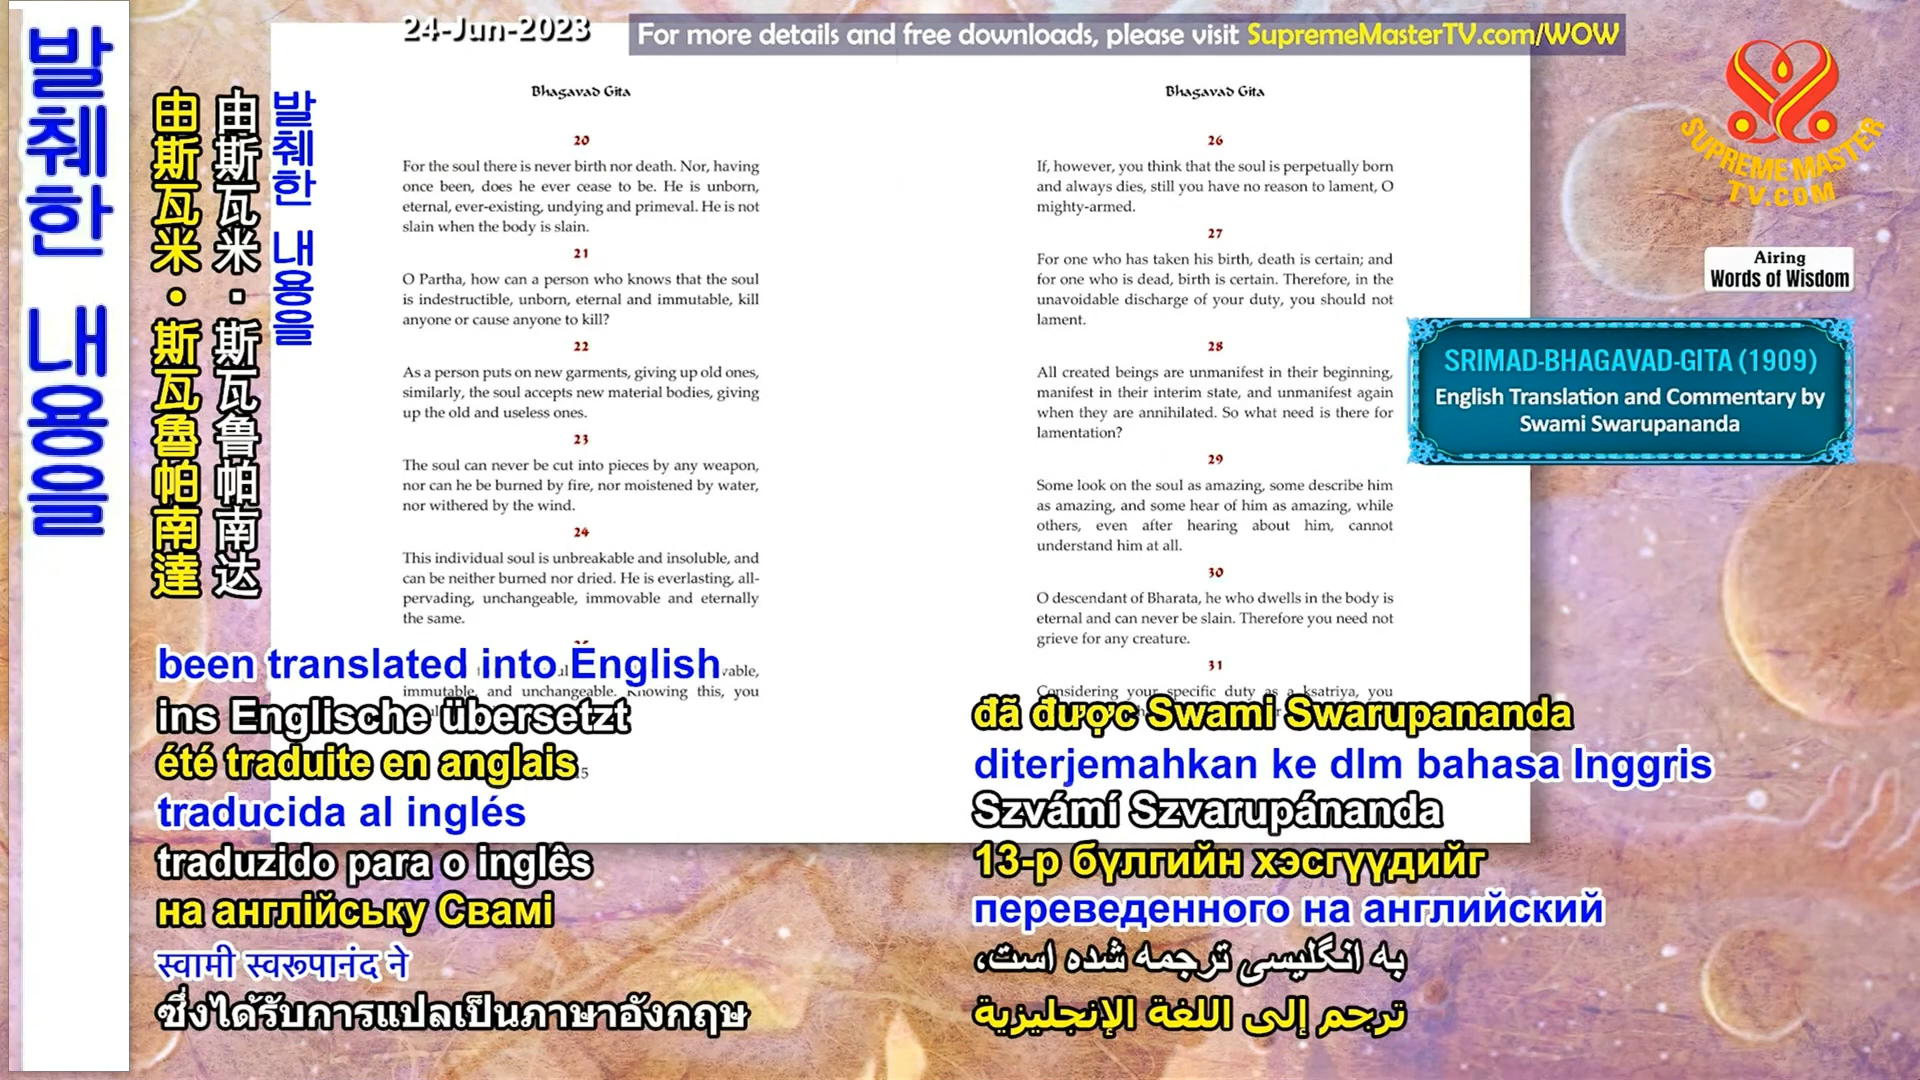 발췌한 내용을
由斯瓦米•斯瓦魯帕南達
由斯瓦米·斯瓦鲁帕南达
발췌한 내용을
24-Jun-2023
For more details and free downloads, please visit SupremeMasterTV.com/WOW
SUPREME MASTER
TV.COM
Airing
Words of Wisdom
SRIMAD-BHAGAVAD-GITA (1909)
English Translation and Commentary by
Swami Swarupananda
Bhagavad Gita
20
For the soul there is never birth nor death. Nor, having
once been, does he ever cease to be. He is unborn,
eternal, ever-existing, undying and primeval. He is not
slain when the body is slain.
21
O Partha, how can a person who knows that the soul
is indestructible, unborn, eternal and immutable, kill
anyone or cause anyone to kill?
22
As a person puts on new garments, giving up old ones,
similarly, the soul accepts new material bodies, giving
up the old and useless ones.
23
The soul can never be cut into pieces by any weapon,
nor can he be burned by fire, nor moistened by water,
nor withered by the wind.
24
This individual soul is unbreakable and insoluble, and
can be neither burned nor dried. He is everlasting, all-
pervading, unchangeable, immovable and eternally
the same.
immutable, and unchangeable. Knowing this, you
Bhagavad Gita
26
If, however, you think that the soul is perpetually born
and always dies, still you have no reason to lament, O
mighty-armed.
27
For one who has taken his birth, death is certain; and
for one who is dead, birth is certain. Therefore, in the
unavoidable discharge of your duty, you should not
lament.
28
All created beings are unmanifest in their beginning,
manifest in their interim state, and unmanifest again
when they are annihilated. So what need is there for
lamentation?
29
Some look on the soul as amazing, some describe him
as amazing, and some hear of him as amazing, while
others, even after hearing about him, cannot
understand him at all.
30
O descendant of Bharata, he who dwells in the body is
eternal and can never be slain. Therefore you need not
grieve for any creature.
31
Considering your specific duty as a ksatriya, you
been translated into English
ins Englische übersetzt
été traduite en anglais
traducida al inglés
traduzido para o inglês
на англійську Свамі
स्वामी स्वरूपानंद ने
ซึ่งได้รับการแปลเป็นภาษาอังกฤษ
đã được Swami Swarupananda
diterjemahkan ke dlm bahasa Inggris
Szvámí Szvarupánanda
13-р бүлгийн хэсгүүдийг
переведенного на английский
به انگلیسی ترجمه شده است،
ترجم إلى اللغة الإنجليزية